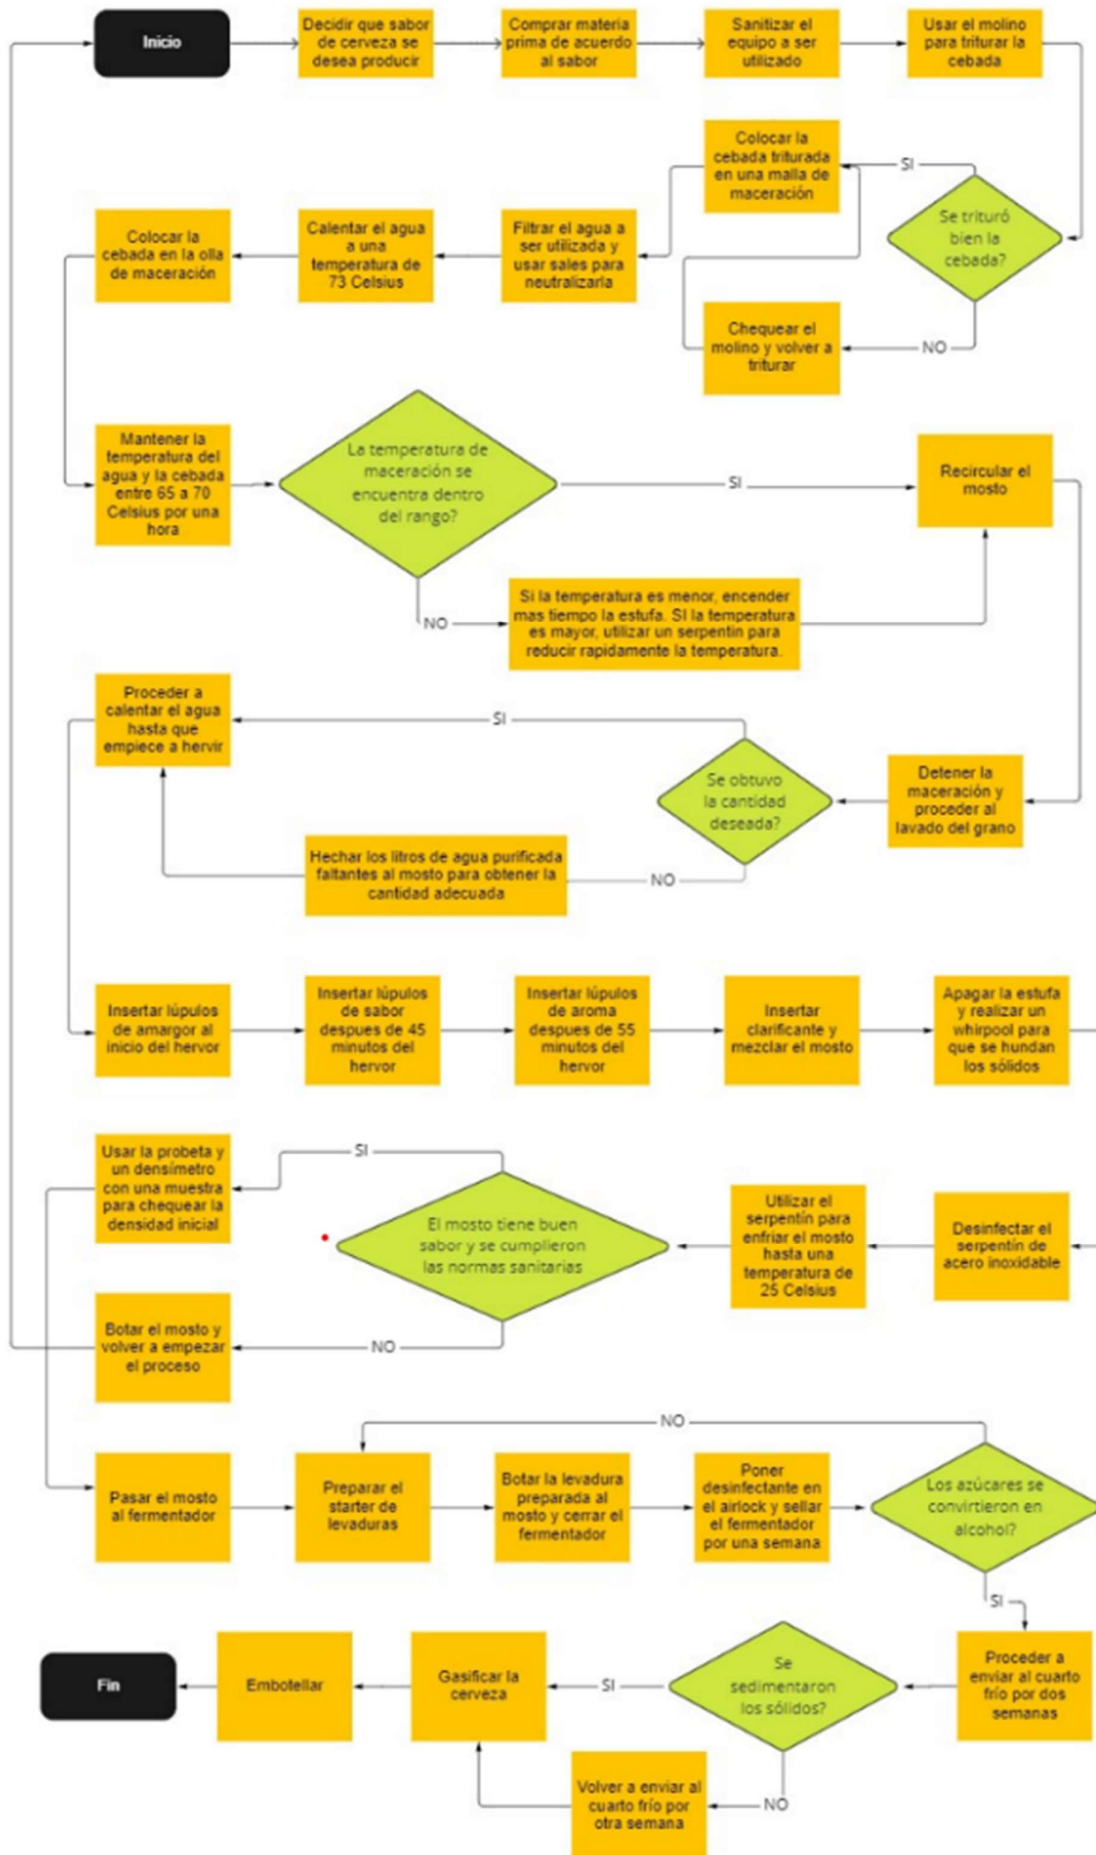 Inicio
Decidir que sabor
de cerveza se
desea producir
Comprar materia
prima de acuerdo
al sabor
Sanitizar el
equipo a ser
utilizado
Usar el molino
para triturar la
cebada
Colocar la
cebada triturada
en una malla de
maceración
SI
Se trituró
bien la
cebada?
Colocar la
cebada en la olla
de maceración
Calentar el agua
a una
temperatura de
73 Celsius
Filtrar el agua a
ser utilizada y
usar sales para
neutralizarla
Chequear el
molino y volver a
triturar
NO
Mantener la
temperatura del
agua y la cebada
entre 65 a 70
Celsius por una
hora
La temperatura de
maceración se
encuentra dentro
del rango?
SI
Recircular el
mosto
NO
Si la temperatura es menor, encender
mas tiempo la estufa. SI la temperatura
es mayor, utilizar un serpentín para
reducir rapidamente la temperatura.
Proceder a
calentar el agua
hasta que
empiece a hervir
SI
Se obtuvo
la cantidad
deseada?
Detener la
maceración y
proceder al
lavado del grano
Hechar los litros de agua purificada
faltantes al mosto para obtener la
cantidad adecuada
NO
Insertar lúpulos
de amargor al
inicio del hervor
Insertar lúpulos
de sabor
despues de 45
minutos del
hervor
Insertar lúpulos
de aroma
despues de 55
minutos del
hervor
Insertar
clarificante y
mezclar el mosto
Apagar la estufa
y realizar un
whirpool para
que se hundan
los sólidos
Usar la probeta y
un densímetro
con una muestra
para chequear la
densidad inicial
SI
El mosto tiene buen
sabor y se cumplieron
las normas sanitarias
Utilizar el
serpentín para
enfriar el mosto
hasta una
temperatura de
25 Celsius
Desinfectar el
serpentín de
acero inoxidable
Botar el mosto y
volver a empezar
el proceso
NO
NO
Pasar el mosto
al fermentador
Preparar el
starter de
levaduras
Botar la levadura
preparada al
mosto y cerrar el
fermentador
Poner
desinfectante en
el airlock y sellar
el fermentador
por una semana
Los azúcares se
convirtieron en
alcohol?
SI
Fin
Embotellar
Gasificar la
cerveza
SI
Se
sedimentaron
los sólidos?
Proceder a
enviar al cuarto
frío por dos
semanas
Volver a enviar al
cuarto frío por
otra semana
NO